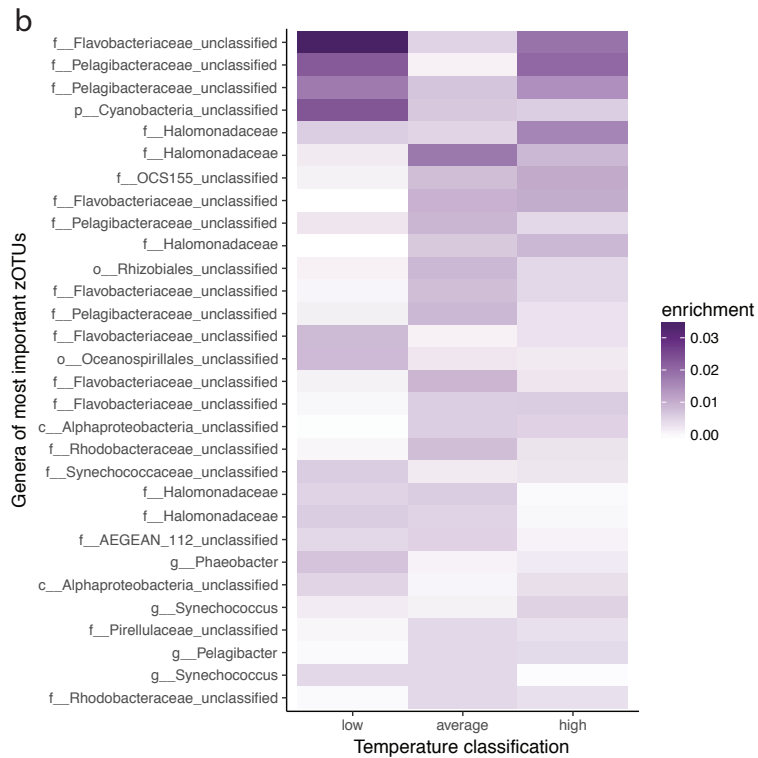 b
Genera of most important zOTUs
f__Flavobacteriaceae_unclassified
f__Pelagibacteraceae_unclassified
f__Pelagibacteraceae_unclassified
p__Cyanobacteria_unclassified
f__Halomonadaceae
f__Halomonadaceae
f__OCS155_unclassified
f__Flavobacteriaceae_unclassified
f__Pelagibacteraceae_unclassified
f__Halomonadaceae
o__Rhizobiales_unclassified
f__Flavobacteriaceae_unclassified
f__Pelagibacteraceae_unclassified
f__Flavobacteriaceae_unclassified
o__Oceanospirillales_unclassified
f__Flavobacteriaceae_unclassified
f__Flavobacteriaceae_unclassified
c__Alphaproteobacteria_unclassified
f__Rhodobacteraceae_unclassified
f__Synechococcaceae_unclassified
f__Halomonadaceae
f__Halomonadaceae
f__AEGEAN_112_unclassified
g__Phaeobacter
c__Alphaproteobacteria_unclassified
g__Synechococcus
f__Pirellulaceae_unclassified
g__Pelagibacter
g__Synechococcus
f__Rhodobacteraceae_unclassified
low average high
Temperature classification
enrichment
0.03
0.02
0.01
0.00